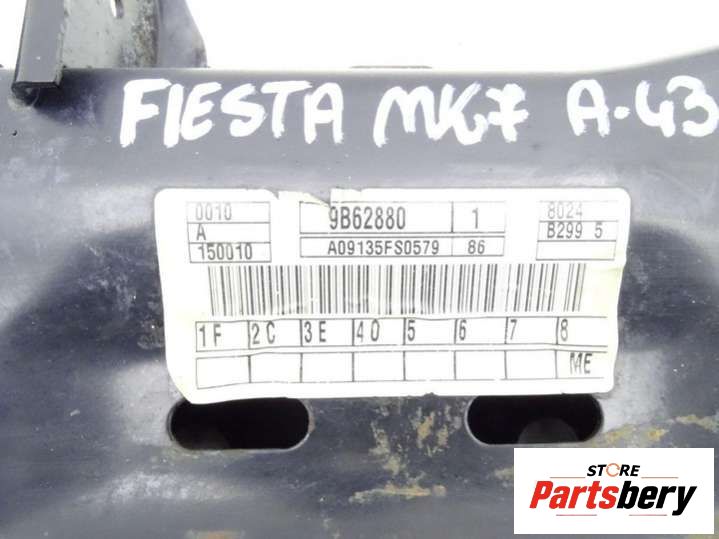 FIESTA MK7 A-43
0010 9B62880 1 8024
A B299 5
150010 A09135FS0579 86
1F 2C 3E 40 5 6 7 8
ME
STORE
Partsbery